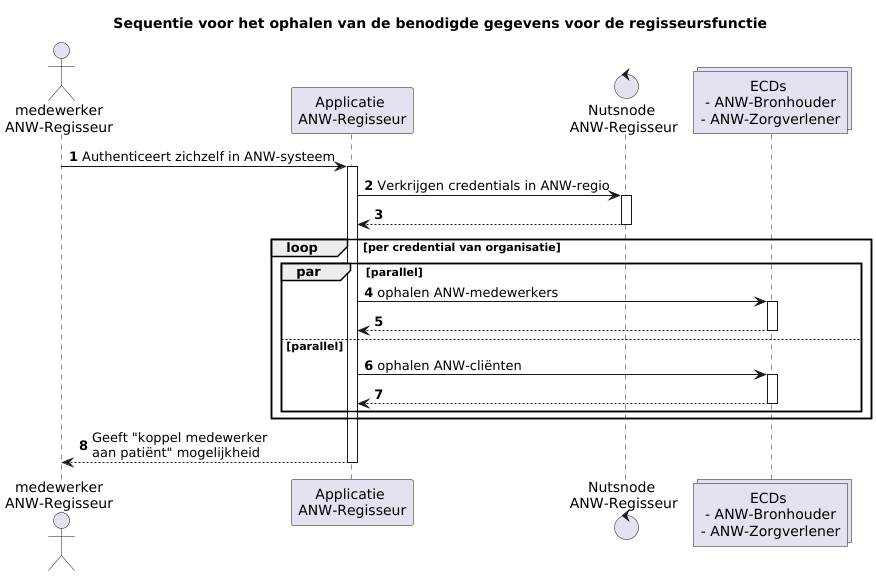 Sequentie voor het ophalen van de benodigde gegevens voor de regisseursfunctie
medewerker
ANW-Regisseur
Applicatie
ANW-Regisseur
Nutsnode
ANW-Regisseur
ECDs
- ANW-Bronhouder
- ANW-Zorgverlener
1 Authenticeert zichzelf in ANW-systeem
2 Verkrijgen credentials in ANW-regio
3
loop [per credential van organisatie]
par [parallel]
4 ophalen ANW-medewerkers
5
[parallel]
6 ophalen ANW-cliënten
7
8 Geeft "koppel medewerker
aan patiënt" mogelijkheid
medewerker
ANW-Regisseur
Applicatie
ANW-Regisseur
Nutsnode
ANW-Regisseur
ECDs
- ANW-Bronhouder
- ANW-Zorgverlener